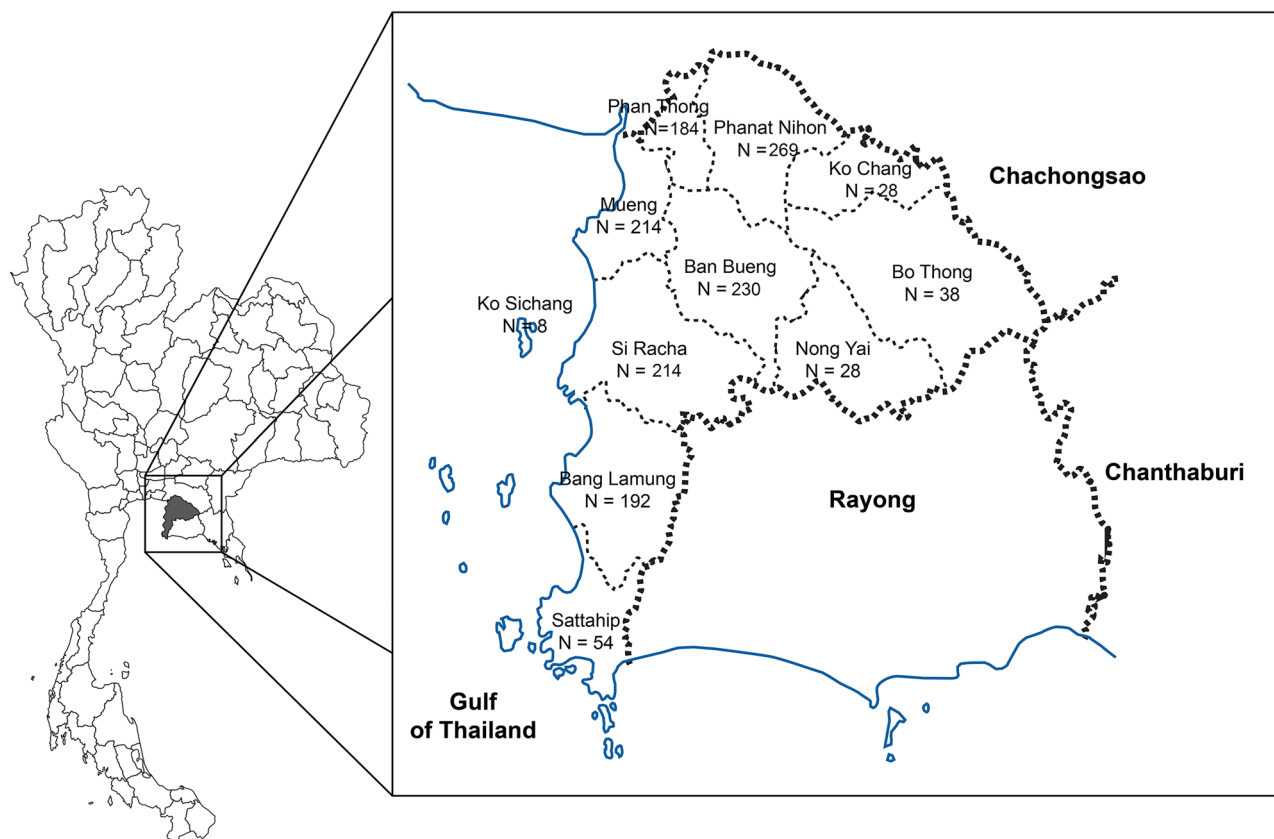 Phan Thong
N=184
Phanat Nihon
N =269
Ko Chang
N = 28
Chachongsao
Mueng
N = 214
Ban Bueng
N = 230
Bo Thong
N = 38
Ko Sichang
N = 8
Si Racha
N = 214
Nong Yai
N = 28
Bang Lamung
N = 192
Rayong
Chanthaburi
Sattahip
N = 54
Gulf
of Thailand